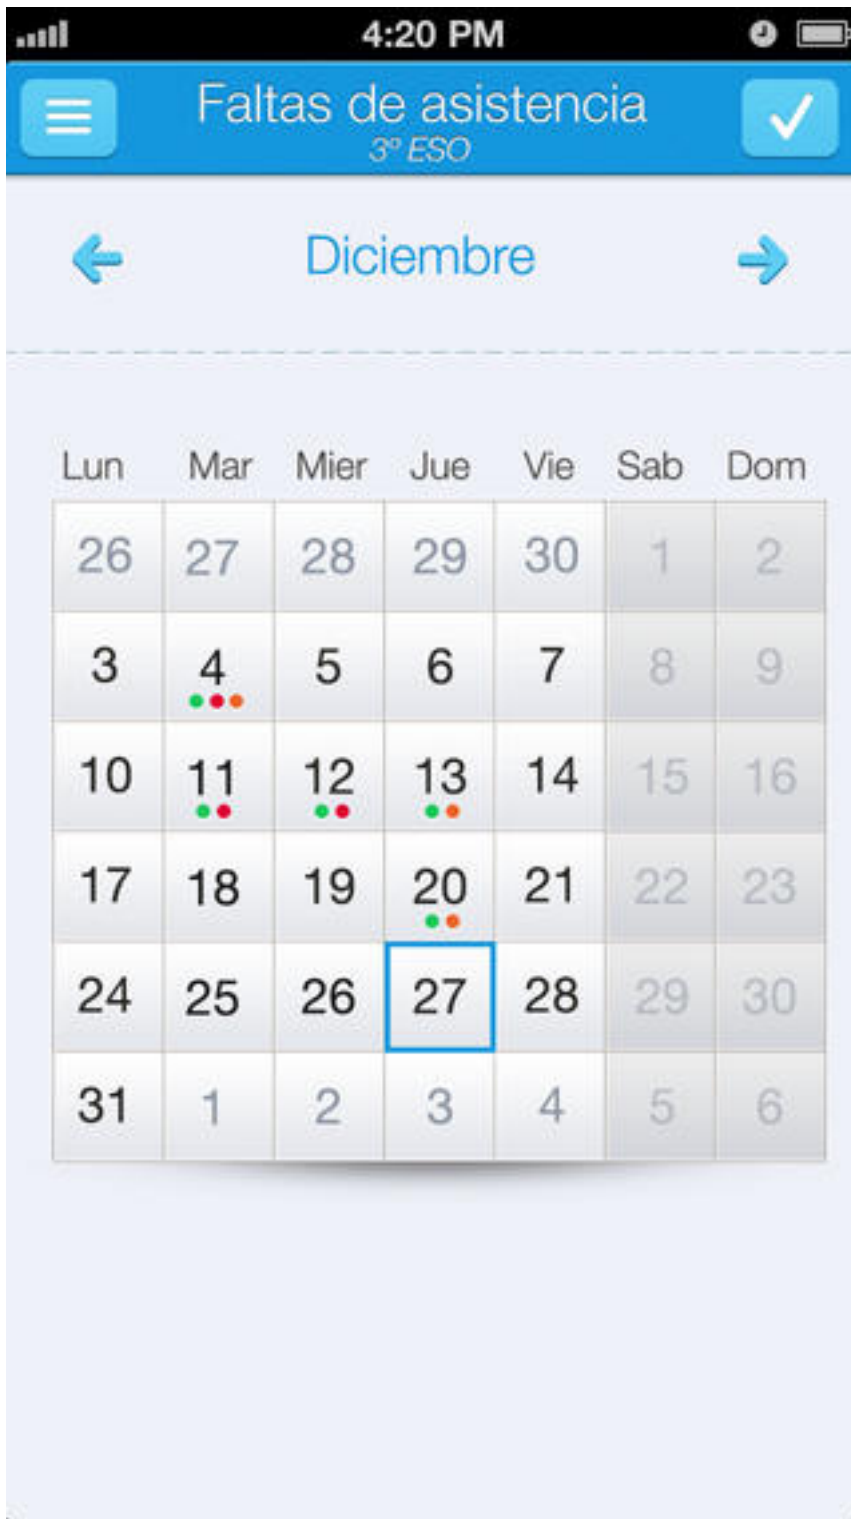 4:20 PM
Faltas de asistencia
3º ESO
Diciembre
Lun Mar Mier Jue Vie Sab Dom
26 27 28 29 30 1 2
3 4 5 6 7 8 9
10 11 12 13 14 15 16
17 18 19 20 21 22 23
24 25 26 27 28 29 30
31 1 2 3 4 5 6